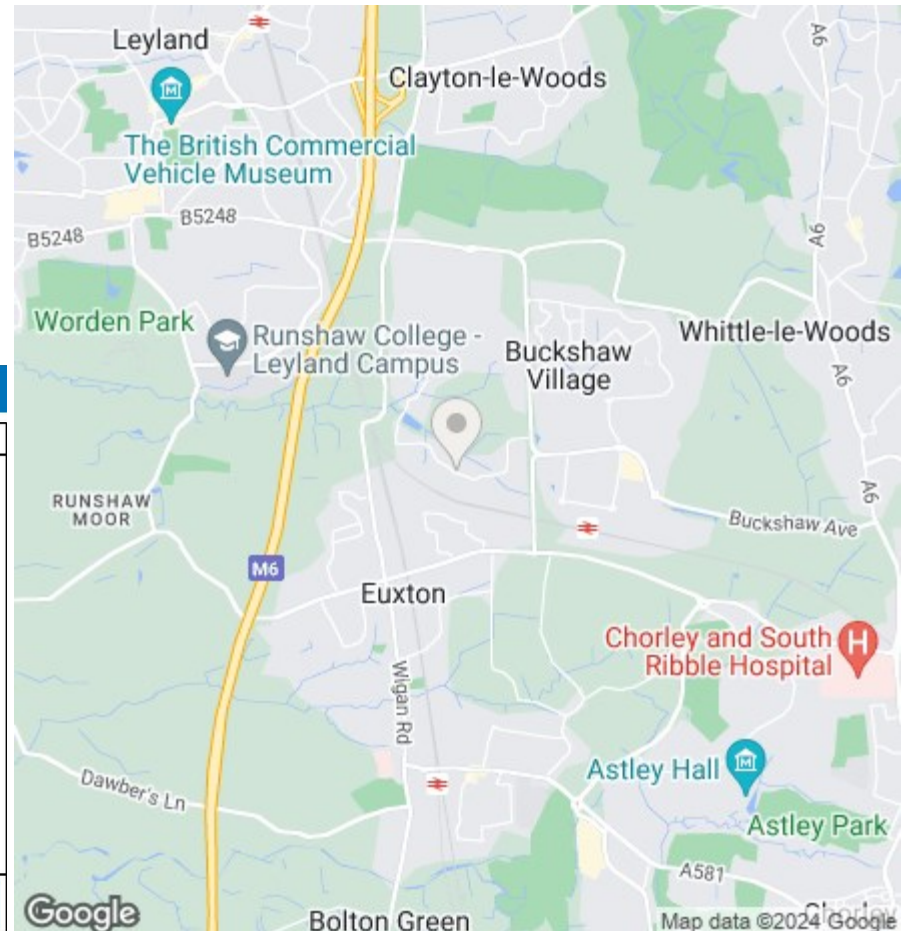 Leyland
Clayton-le-Woods
A6
The British Commercial
Vehicle Museum
B5248
B5248
A6
Worden Park
Runshaw College -
Leyland Campus
Buckshaw
Village
Whittle-le-Woods
A6
RUNSHAW
MOOR
A6
Buckshaw Ave
M6
Euxton
Chorley and South
Ribble Hospital
H
Wigan Rd
Astley Hall
Dawber's Ln
Astley Park
A581
Chorley
Google
Bolton Green
Map data ©2024 Google